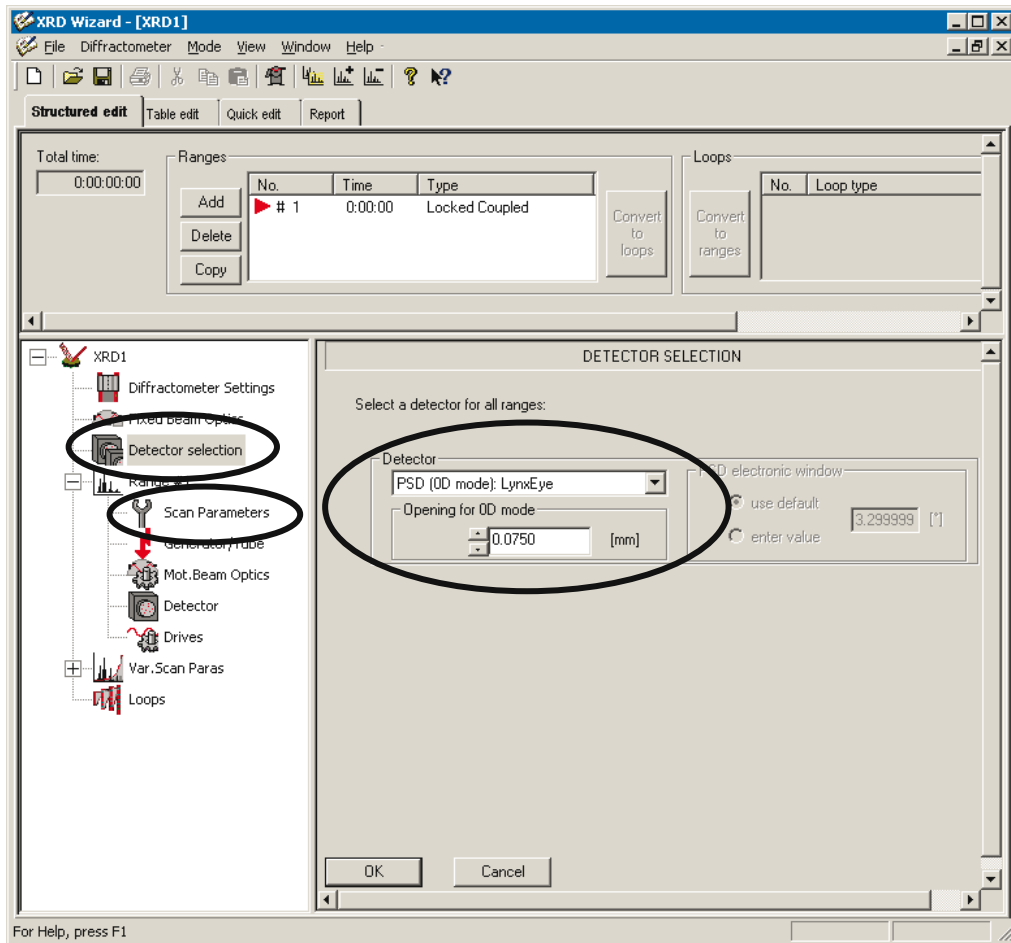 XRD Wizard - [XRD1]
File Diffractometer Mode View Window Help
Structured edit Table edit Quick edit Report
Total time:
0:00:00:00
Ranges
Add
Delete
Copy
No. Time Type
# 1 0:00:00 Locked Coupled
Convert
to
loops
Loops
Convert
to
ranges
No. Loop type
XRD1
Diffractometer Settings
Fixed Beam Optics
Detector selection
Range #1
Scan Parameters
Generator/Tube
Mot.Beam Optics
Detector
Drives
Var.Scan Paras
Loops
DETECTOR SELECTION
Select a detector for all ranges:
Detector
PSD (0D mode): LynxEye
Opening for 0D mode
0.0750 [mm]
PSD electronic window
use default
enter value
3.299999 [°]
OK Cancel
For Help, press F1